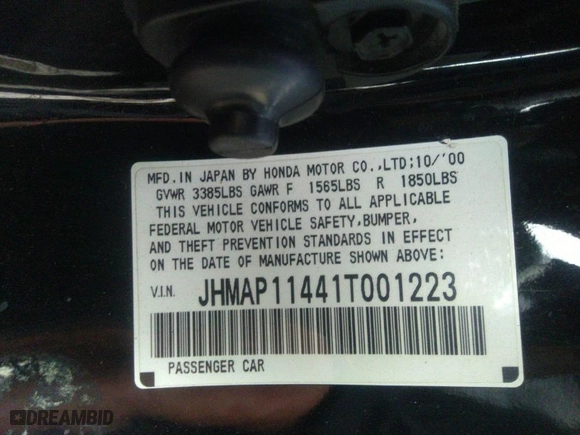 MFD.IN JAPAN BY HONDA MOTOR CO.,LTD;10/'00
GVWR 3385LBS GAWR F 1565LBS R 1850LBS
THIS VEHICLE CONFORMS TO ALL APPLICABLE
FEDERAL MOTOR VEHICLE SAFETY,BUMPER,
AND THEFT PREVENTION STANDARDS IN EFFECT
ON THE DATE OF MANUFACTURE SHOWN ABOVE:
V.I.N. JHMAP11441T001223
PASSENGER CAR
DREAMBID